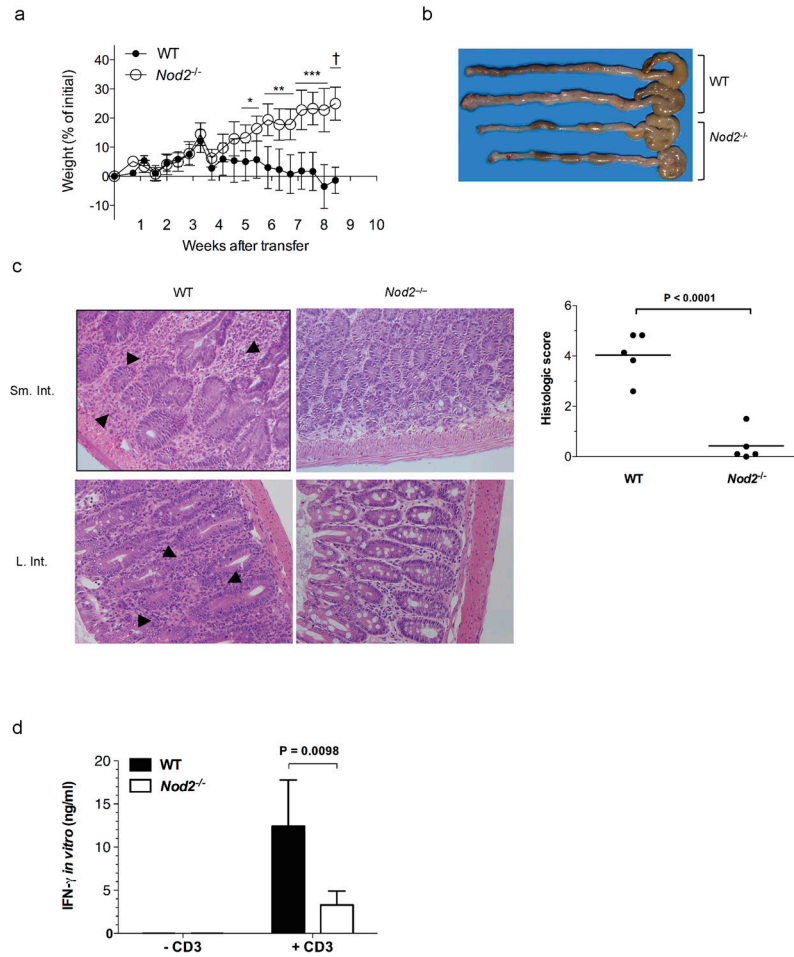 a
WT
Nod2⁻/⁻
Weight (% of initial)
40
30
20
10
0
-10
*
**
***
†
1 2 3 4 5 6 7 8 9 10
Weeks after transfer
b
WT
Nod2⁻/⁻
c
WT
Nod2⁻/⁻
Sm. Int.
L. Int.
P < 0.0001
Histologic score
6
4
2
0
WT
Nod2⁻/⁻
d
WT
Nod2⁻/⁻
P = 0.0098
IFN-γ in vitro (ng/ml)
20
15
10
5
0
- CD3
+ CD3